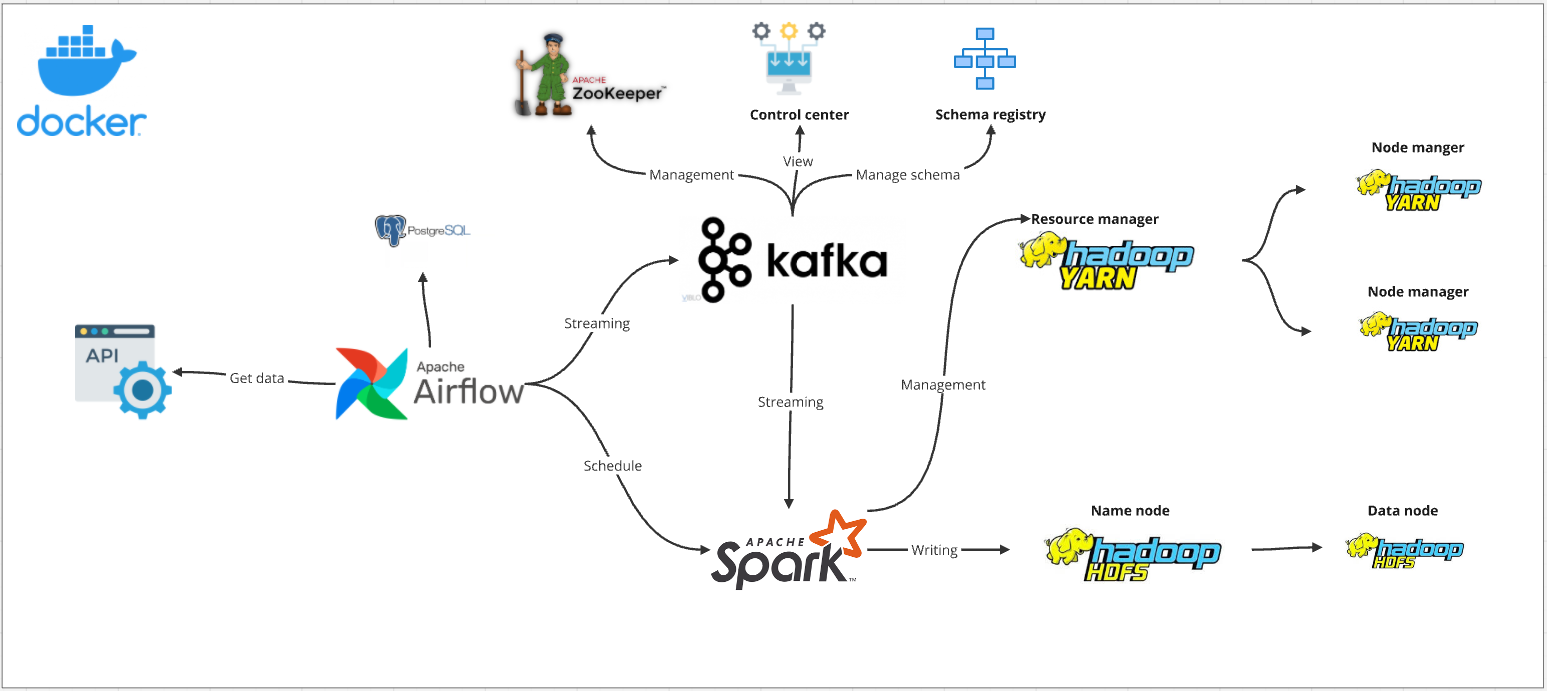 docker
APACHE
ZooKeeper™
Control center
Schema registry
Management
View
Manage schema
Node manger
hadoop
YARN
PostgreSQL
kafka
Resource manager
hadoop
YARN
Node manager
hadoop
YARN
Streaming
API
Get data
Apache
Airflow
Streaming
Management
Schedule
APACHE
Spark™
Writing
Name node
hadoop
HDFS
Data node
hadoop
HDFS